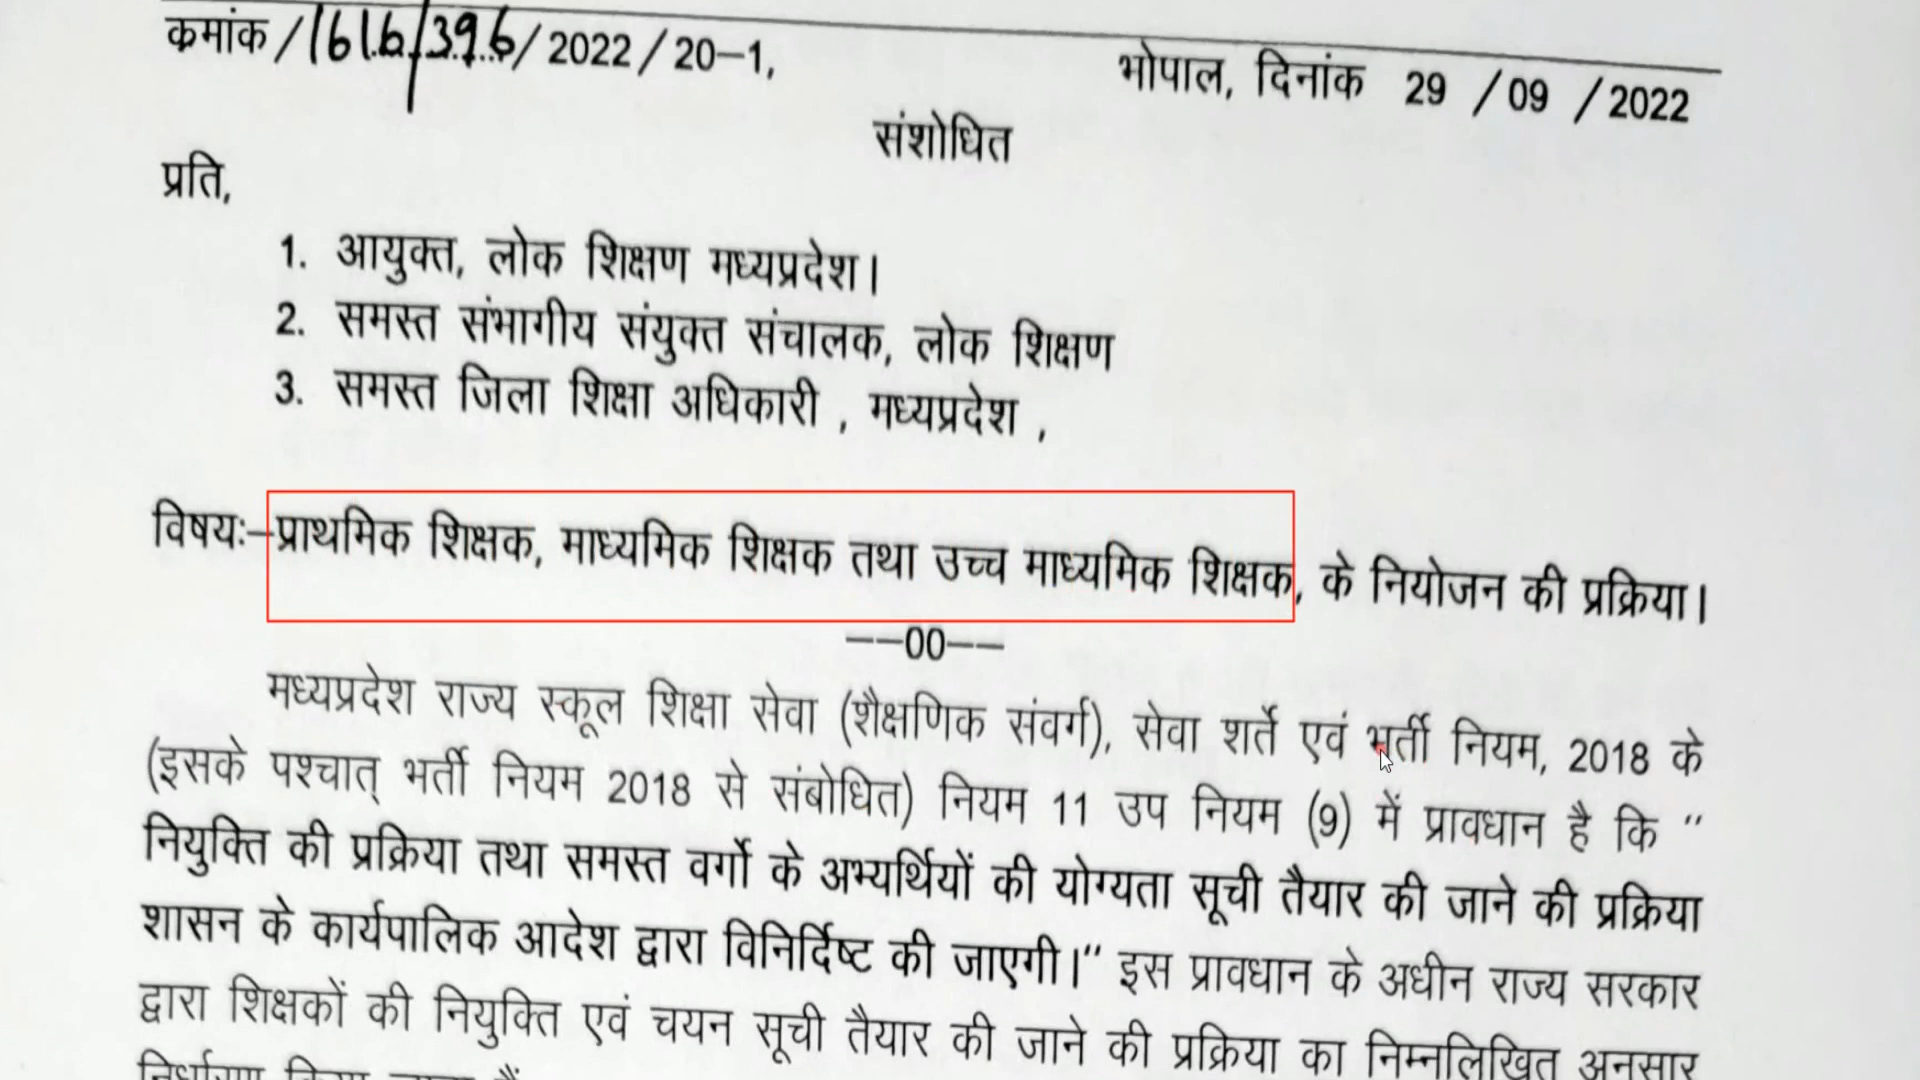 क्रमांक /1616/396/2022/20–1,
भोपाल, दिनांक 29 /09 /2022
संशोधित
प्रति,
1. आयुक्त, लोक शिक्षण मध्यप्रदेश।
2. समस्त संभागीय संयुक्त संचालक, लोक शिक्षण
3. समस्त जिला शिक्षा अधिकारी , मध्यप्रदेश ,
विषयः–प्राथमिक शिक्षक, माध्यमिक शिक्षक तथा उच्च माध्यमिक शिक्षक, के नियोजन की प्रक्रिया।
––00––
मध्यप्रदेश राज्य स्कूल शिक्षा सेवा (शैक्षणिक संवर्ग), सेवा शर्ते एवं भर्ती नियम, 2018 के
(इसके पश्चात् भर्ती नियम 2018 से संबोधित) नियम 11 उप नियम (9) में प्रावधान है कि "
नियुक्ति की प्रक्रिया तथा समस्त वर्गो के अभ्यर्थियों की योग्यता सूची तैयार की जाने की प्रक्रिया
शासन के कार्यपालिक आदेश द्वारा विनिर्दिष्ट की जाएगी।" इस प्रावधान के अधीन राज्य सरकार
द्वारा शिक्षकों की नियुक्ति एवं चयन सूची तैयार की जाने की प्रक्रिया का निम्नलिखित अनुसार